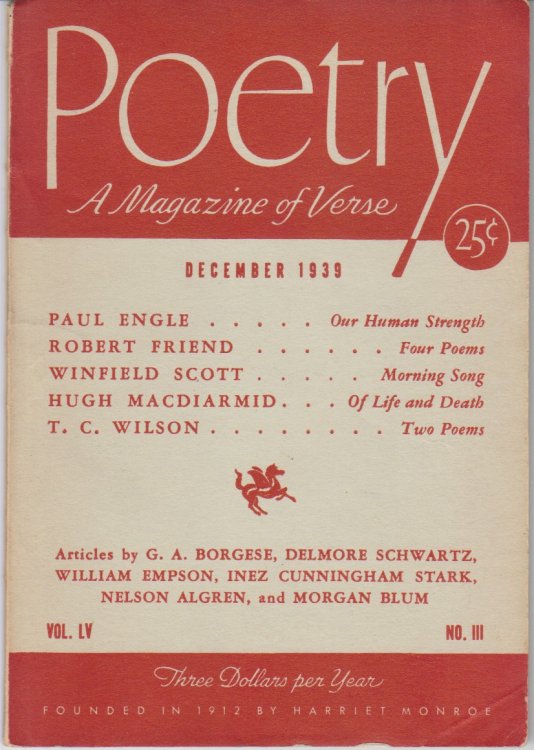 Poetry
A Magazine of Verse
25¢
DECEMBER 1939
PAUL ENGLE . . . . . Our Human Strength
ROBERT FRIEND . . . . . . Four Poems
WINFIELD SCOTT . . . . . Morning Song
HUGH MACDIARMID . . . Of Life and Death
T. C. WILSON . . . . . . . . Two Poems
Articles by G. A. BORGESE, DELMORE SCHWARTZ,
WILLIAM EMPSON, INEZ CUNNINGHAM STARK,
NELSON ALGREN, and MORGAN BLUM
VOL. LV NO. III
Three Dollars per Year
FOUNDED IN 1912 BY HARRIET MONROE